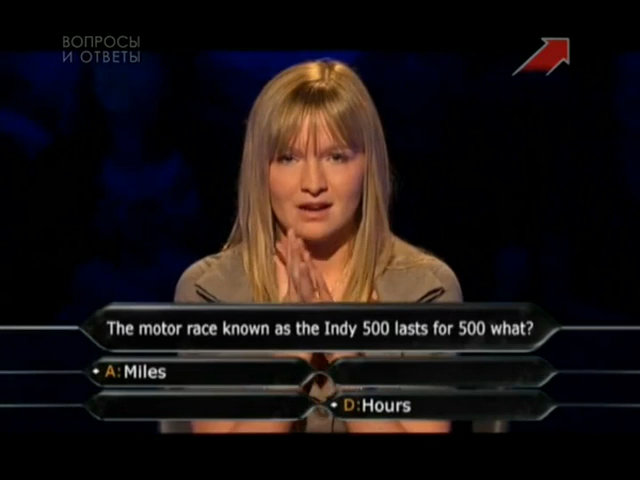 ВОПРОСЫ
И ОТВЕТЫ
The motor race known as the Indy 500 lasts for 500 what?
A: Miles
D: Hours